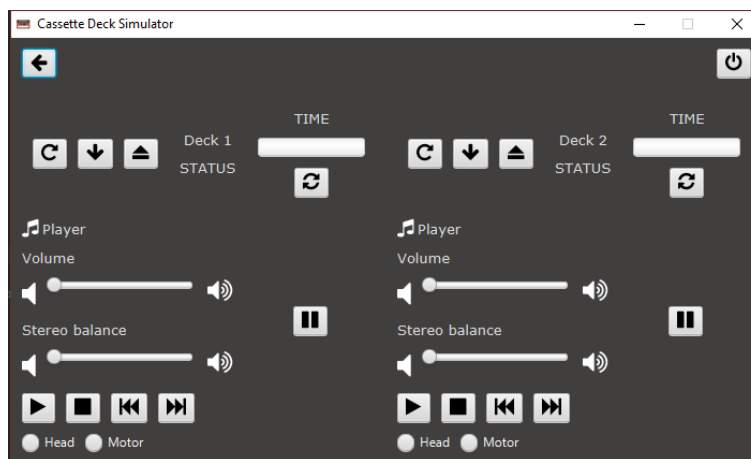 Cassette Deck Simulator
TIME
Deck 1
STATUS
TIME
Deck 2
STATUS
Player
Volume
Stereo balance
Head Motor
Player
Volume
Stereo balance
Head Motor